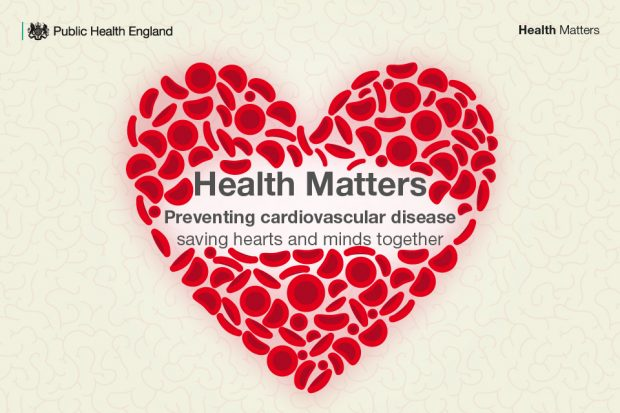 Public Health England
Health Matters
Health Matters
Preventing cardiovascular disease
saving hearts and minds together